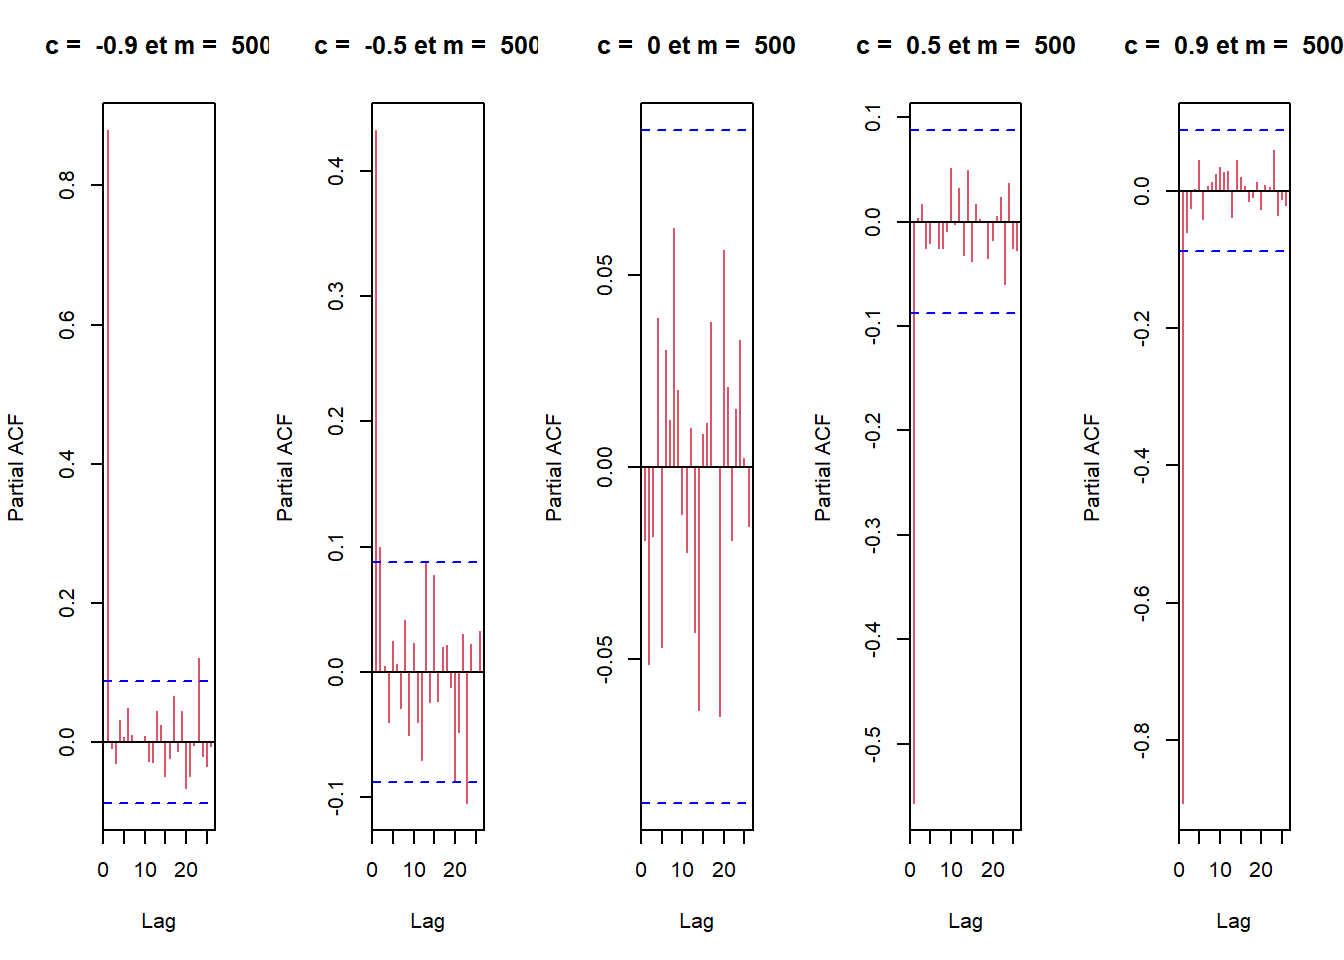 c =  -0.9 et m =  500
c =  -0.5 et m =  500
c =  0 et m =  500
c =  0.5 et m =  500
c =  0.9 et m =  500
Partial ACF
0.0
0.2
0.4
0.6
0.8
0
10
20
Lag
Partial ACF
-0.1
0.0
0.1
0.2
0.3
0.4
0
10
20
Lag
Partial ACF
-0.05
0.00
0.05
0
10
20
Lag
Partial ACF
-0.5
-0.4
-0.3
-0.2
-0.1
0.0
0.1
0
10
20
Lag
Partial ACF
-0.8
-0.6
-0.4
-0.2
0.0
0
10
20
Lag